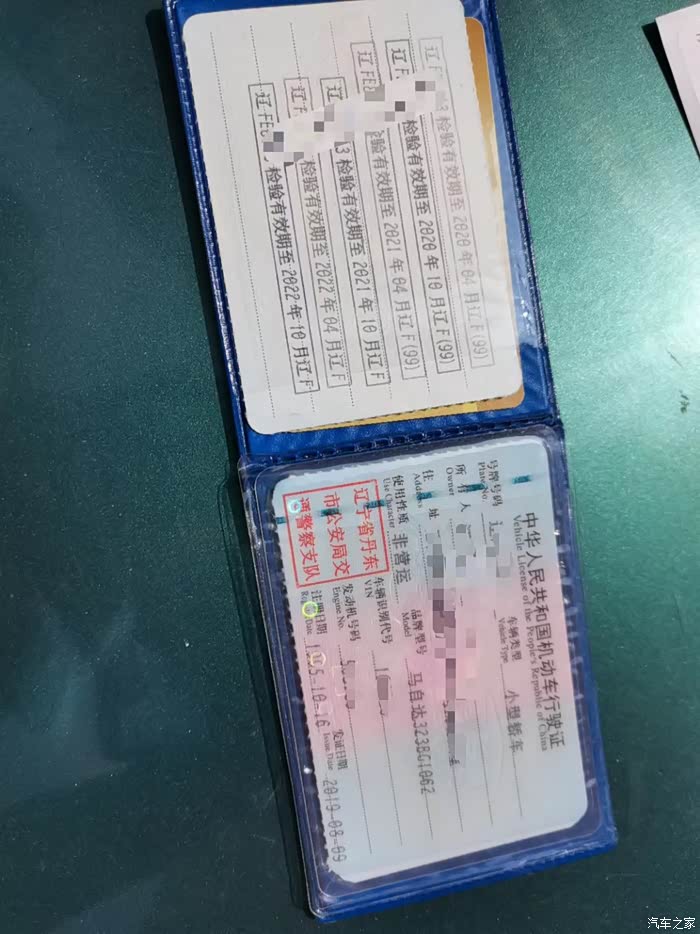 检验有效期至2020年04月辽F(99)
检验有效期至2020年10月辽F(99)
检验有效期至2021年04月辽F(99)
检验有效期至2021年10月辽F
检验有效期至2022年04月辽F
检验有效期至2022年10月辽F
中华人民共和国机动车行驶证
Vehicle License of the People's Republic of China
号牌号码
Plate No.
车辆类型 小型轿车
Vehicle Type
所有人
Owner
住址
Address
使用性质 非营运
Use Character
品牌型号 马自达323BG1062
Model
辽宁省丹东
市公安局交
通警察支队
车辆识别代号
VIN
发动机号码
Engine No.
注册日期
发证日期 2019-08-09
Issue Date
汽车之家